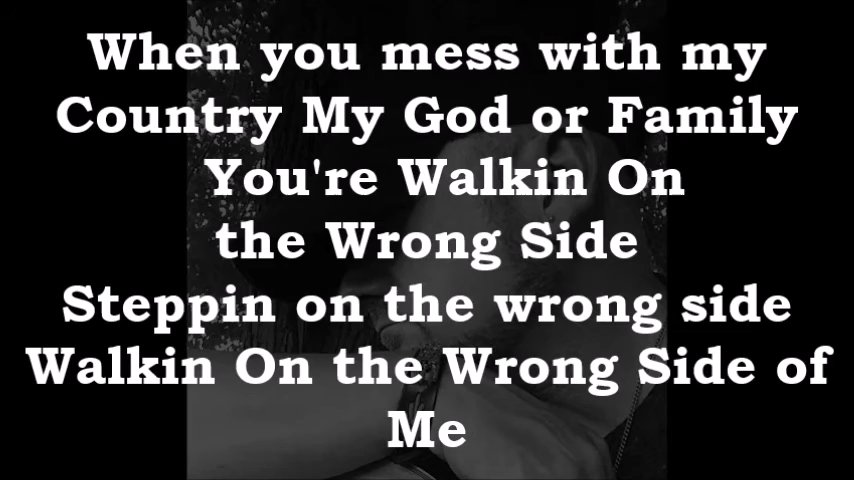 When you mess with my
Country My God or Family
You're Walkin On
the Wrong Side
Steppin on the wrong side
Walkin On the Wrong Side of
Me